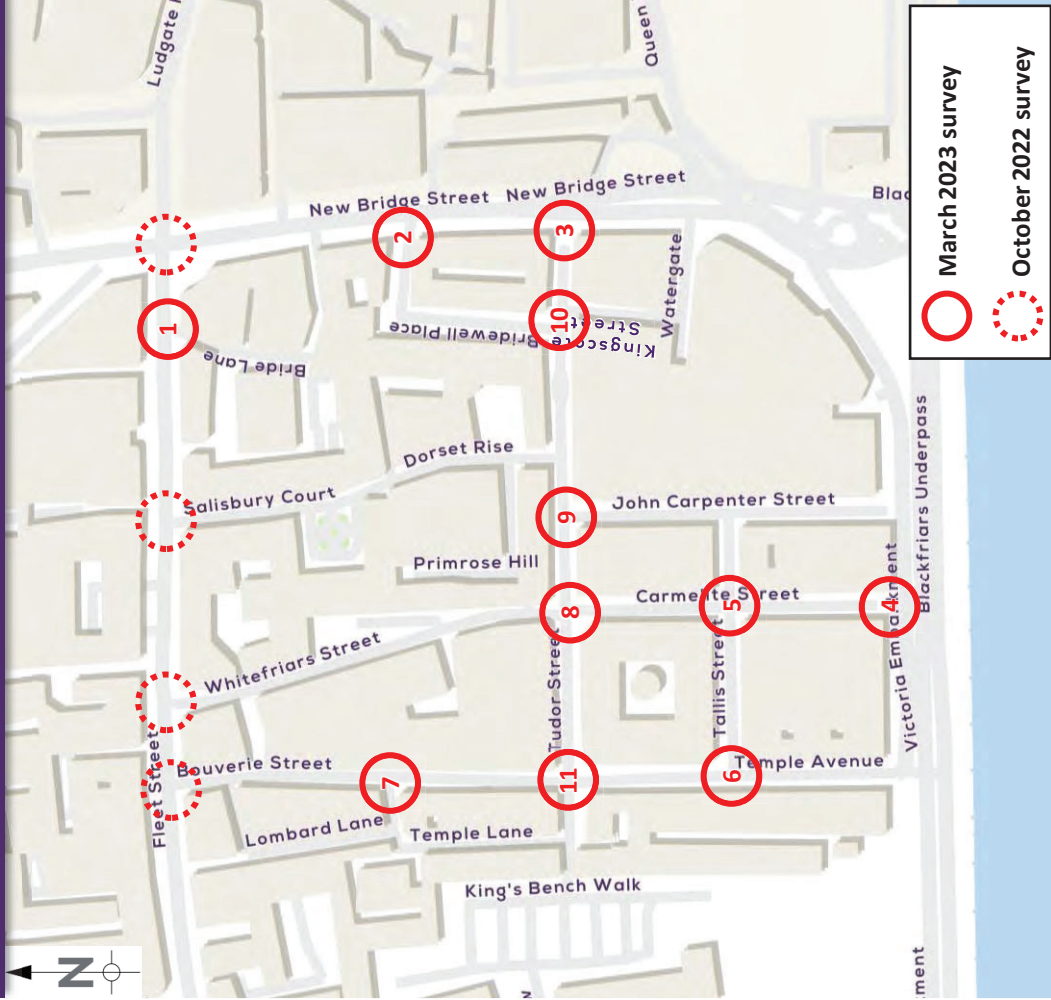 Ludgate
Queen
New Bridge Street
New Bridge Street
2
3
1
10
Bride Lane
Bridewell Place
Kingscote
Street
Watergate
Blac
Dorset Rise
Salisbury Court
Primrose Hill
9
John Carpenter Street
8
Carmelite Street
5
4
Whitefriars Street
Tudor Street
Tallis Street
Victoria Embankment
Blackfriars Underpass
Fleet Street
Bouverie Street
7
11
6
Temple Avenue
Lombard Lane
Temple Lane
King's Bench Walk
N
ment
March 2023 survey
October 2022 survey